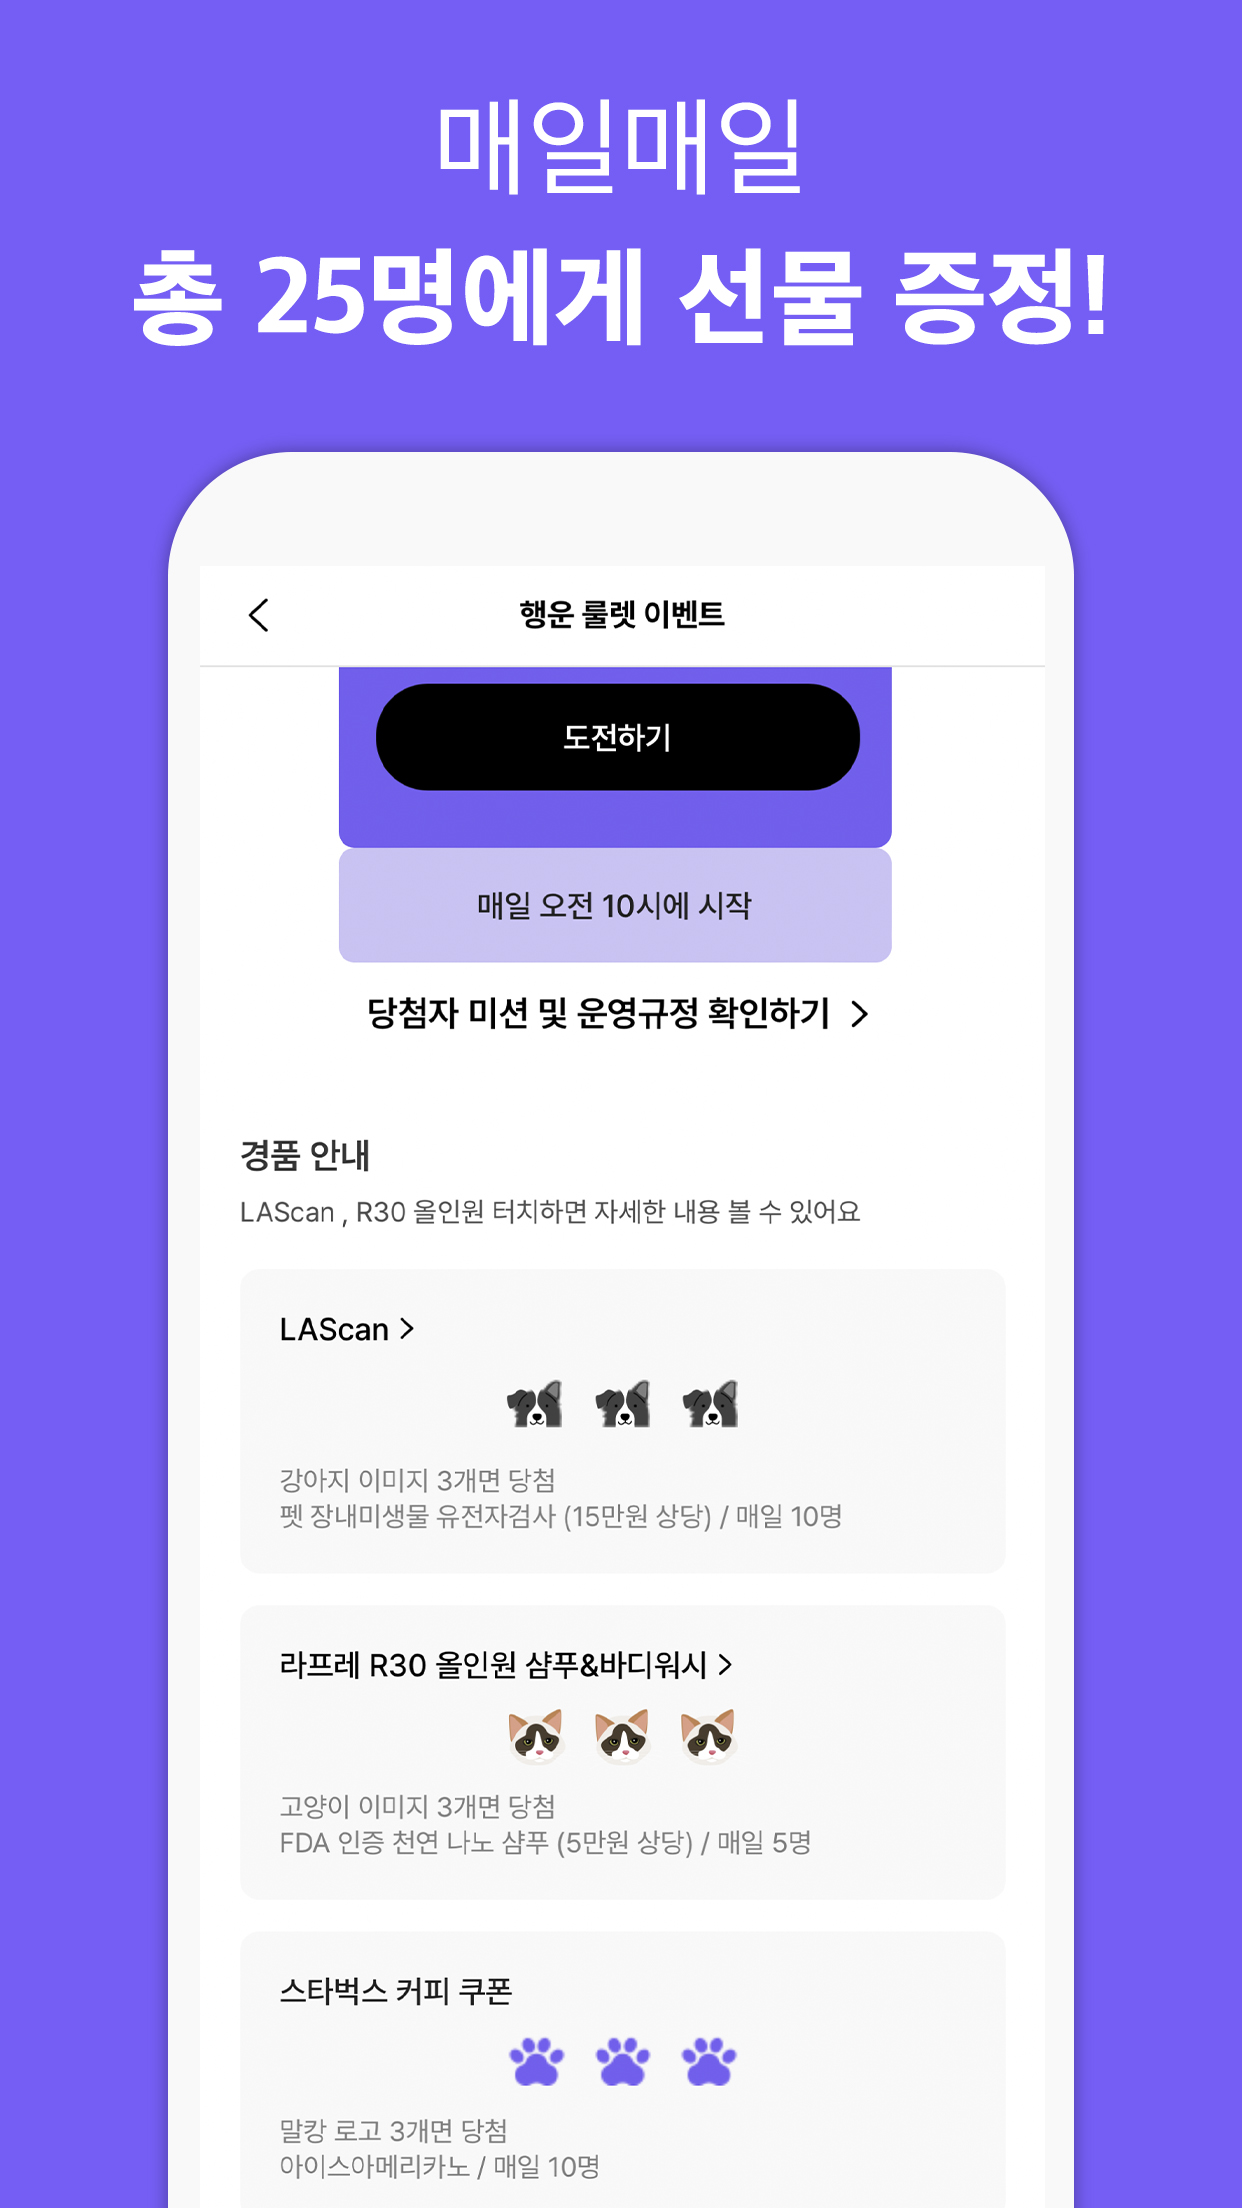 매일매일
총 25명에게 선물 증정!
행운 룰렛 이벤트
도전하기
매일 오전 10시에 시작
당첨자 미션 및 운영규정 확인하기 >
경품 안내
LAScan , R30 올인원 터치하면 자세한 내용 볼 수 있어요
LAScan >
강아지 이미지 3개면 당첨
펫 장내미생물 유전자검사 (15만원 상당) / 매일 10명
라프레 R30 올인원 샴푸&바디워시 >
고양이 이미지 3개면 당첨
FDA 인증 천연 나노 샴푸 (5만원 상당) / 매일 5명
스타벅스 커피 쿠폰
말캉 로고 3개면 당첨
아이스아메리카노 / 매일 10명